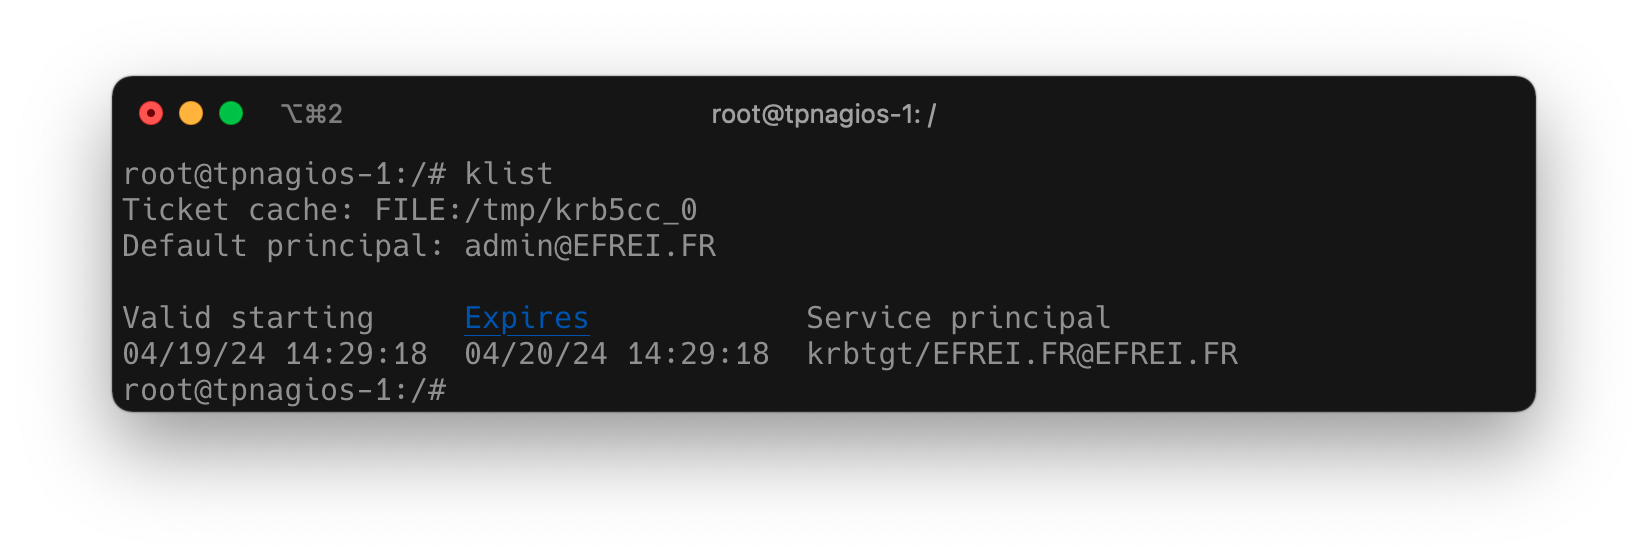 ⌥⌘2
root@tpnagios-1: /
root@tpnagios-1:/# klist
Ticket cache: FILE:/tmp/krb5cc_0
Default principal: admin@EFREI.FR
Valid starting     Expires            Service principal
04/19/24 14:29:18  04/20/24 14:29:18  krbtgt/EFREI.FR@EFREI.FR
root@tpnagios-1:/#